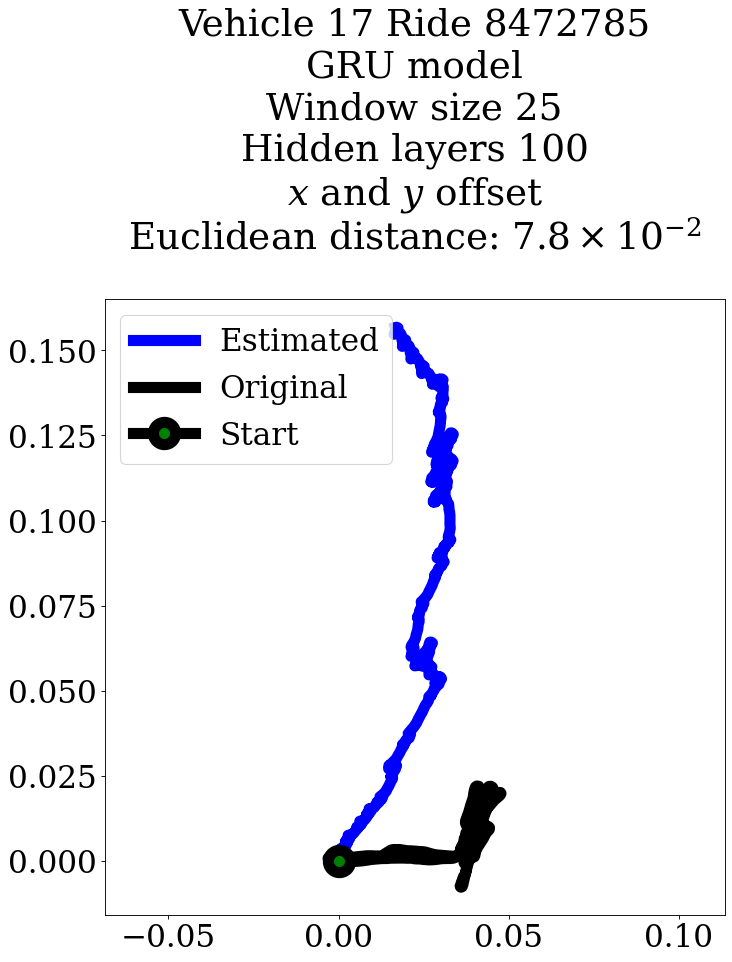 Vehicle 17 Ride 8472785
GRU model
Window size 25
Hidden layers 100
x and y offset
Euclidean distance: 7.8 × 10⁻²
Estimated
Original
Start
0.150
0.125
0.100
0.075
0.050
0.025
0.000
−0.05 0.00 0.05 0.10